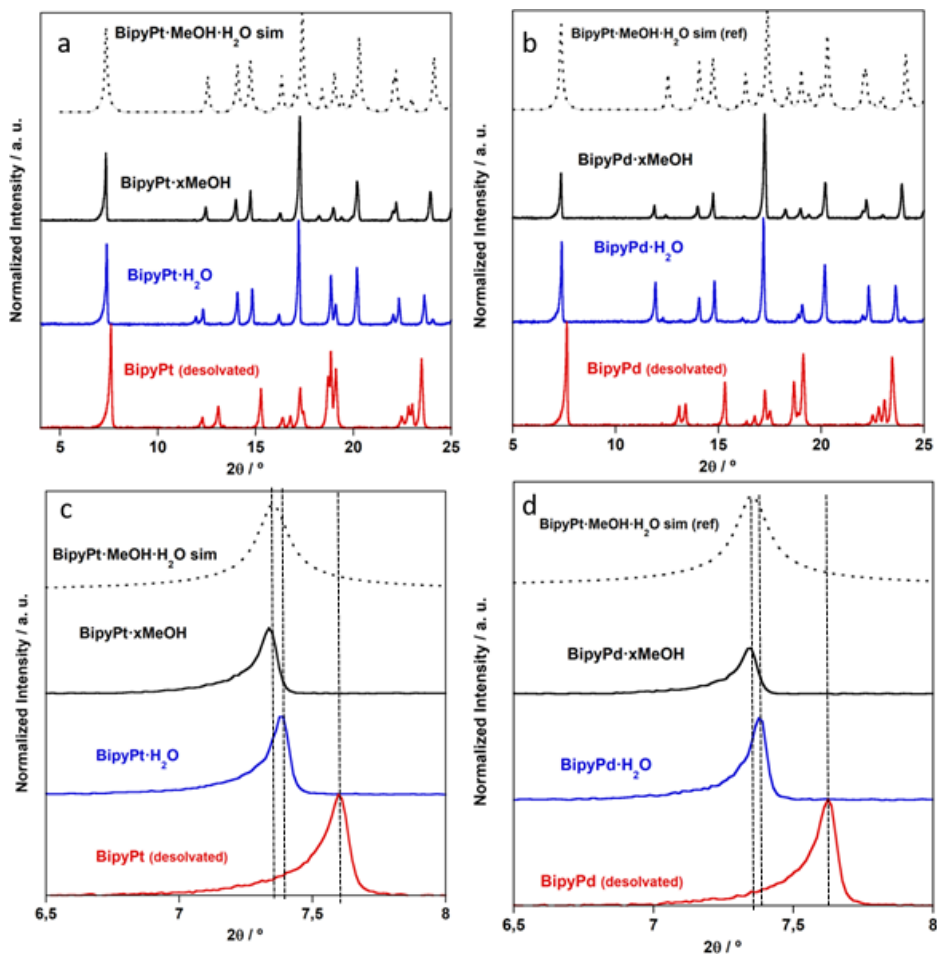 a
BipyPt·MeOH·H₂O sim
BipyPt·xMeOH
BipyPt·H₂O
BipyPt (desolvated)
Normalized Intensity / a. u.
5 10 15 20 25
2θ / º
b
BipyPt·MeOH·H₂O sim (ref)
BipyPd·xMeOH
BipyPd·H₂O
BipyPd (desolvated)
Normalized Intensity / a. u.
5 10 15 20 25
2θ / º
c
BipyPt·MeOH·H₂O sim
BipyPt·xMeOH
BipyPt·H₂O
BipyPt (desolvated)
Normalized Intensity / a. u.
6,5 7 7,5 8
2θ / º
d
BipyPt·MeOH·H₂O sim (ref)
BipyPd·xMeOH
BipyPd·H₂O
BipyPd (desolvated)
Normalized Intensity / a. u.
6,5 7 7,5 8
2θ / º